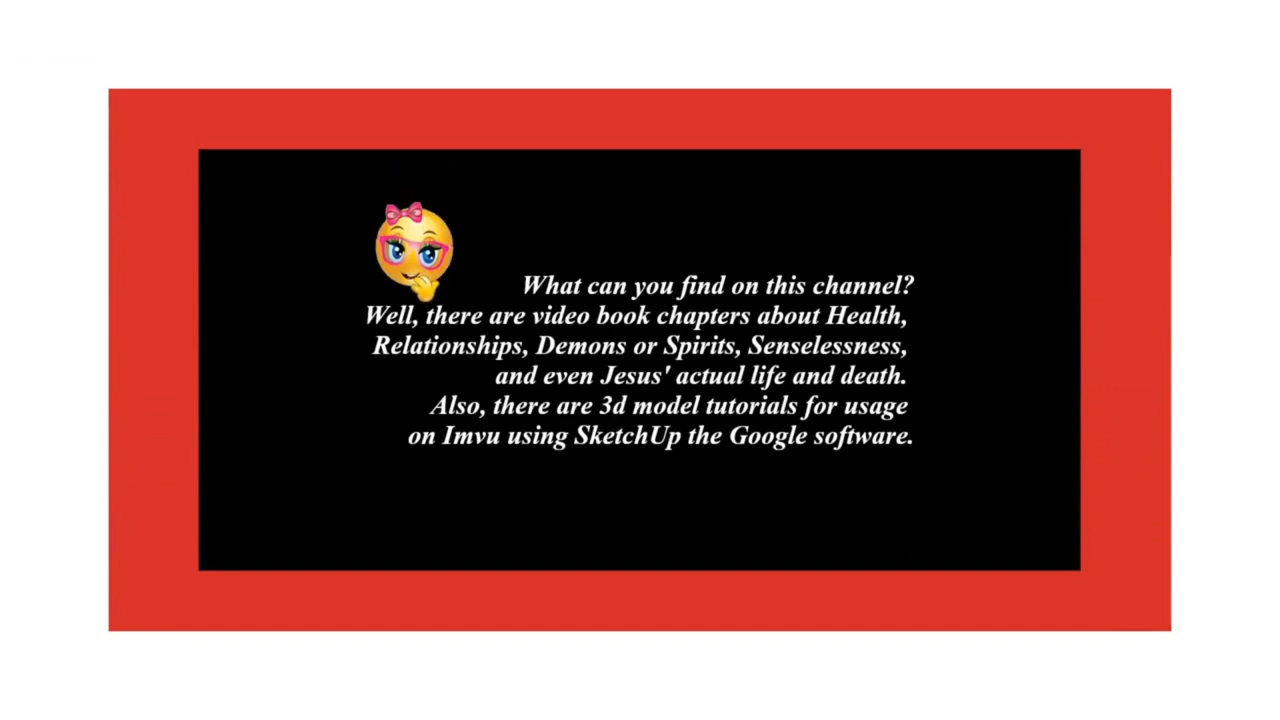 What can you find on this channel?
Well, there are video book chapters about Health,
Relationships, Demons or Spirits, Senselessness,
and even Jesus' actual life and death.
Also, there are 3d model tutorials for usage
on Imvu using SketchUp the Google software.